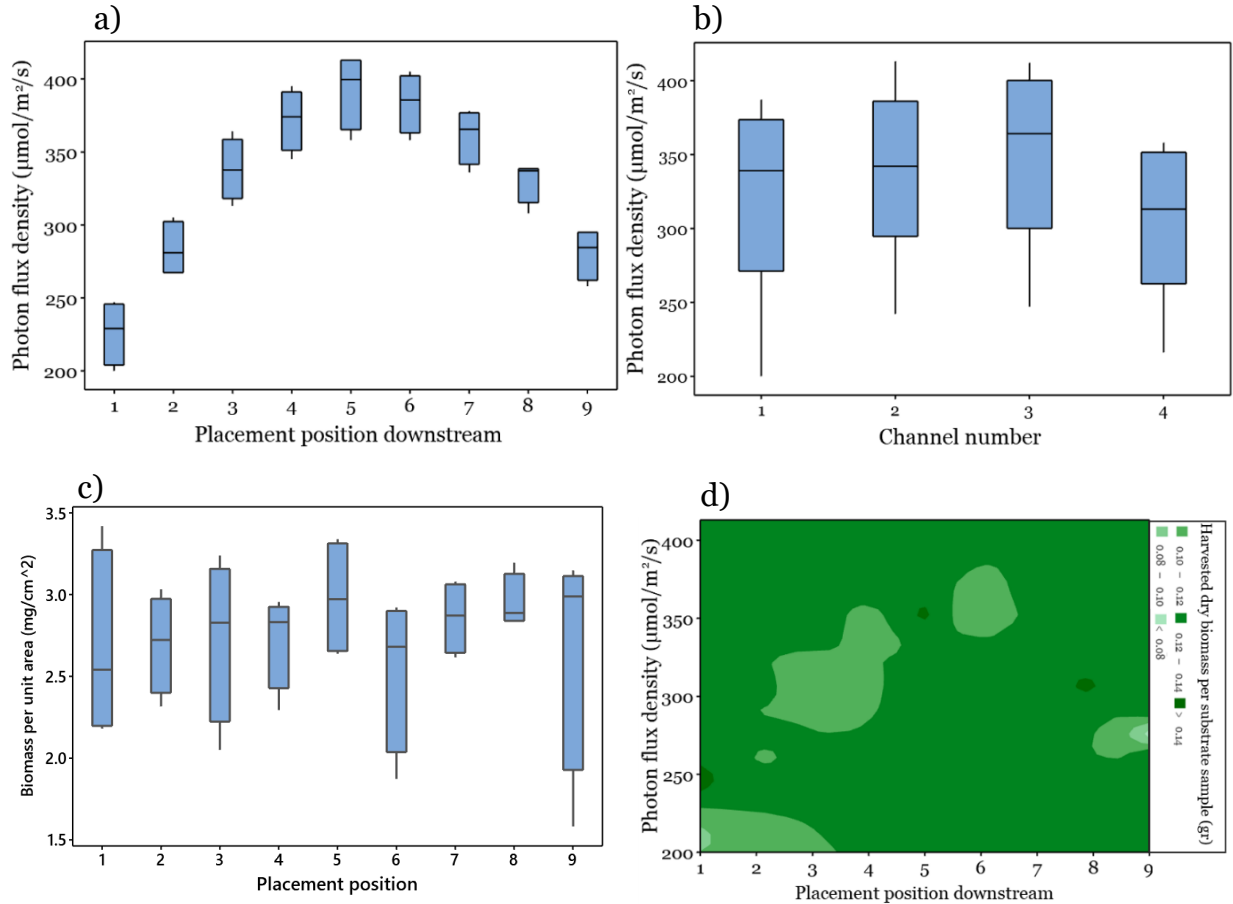 a)
Photon flux density (µmol/m²/s)
400
350
300
250
200
1 2 3 4 5 6 7 8 9
Placement position downstream
b)
Photon flux density (µmol/m²/s)
400
350
300
250
200
1 2 3 4
Channel number
c)
Biomass per unit area (mg/cm^2)
3.5
3.0
2.5
2.0
1.5
1 2 3 4 5 6 7 8 9
Placement position
d)
Photon flux density (µmol/m²/s)
400
350
300
250
200
1 2 3 4 5 6 7 8 9
Placement position downstream
Harvested dry biomass per substrate sample (gr)
0.10 – 0.12
0.12 – 0.14
> 0.14
0.08 – 0.10
< 0.08